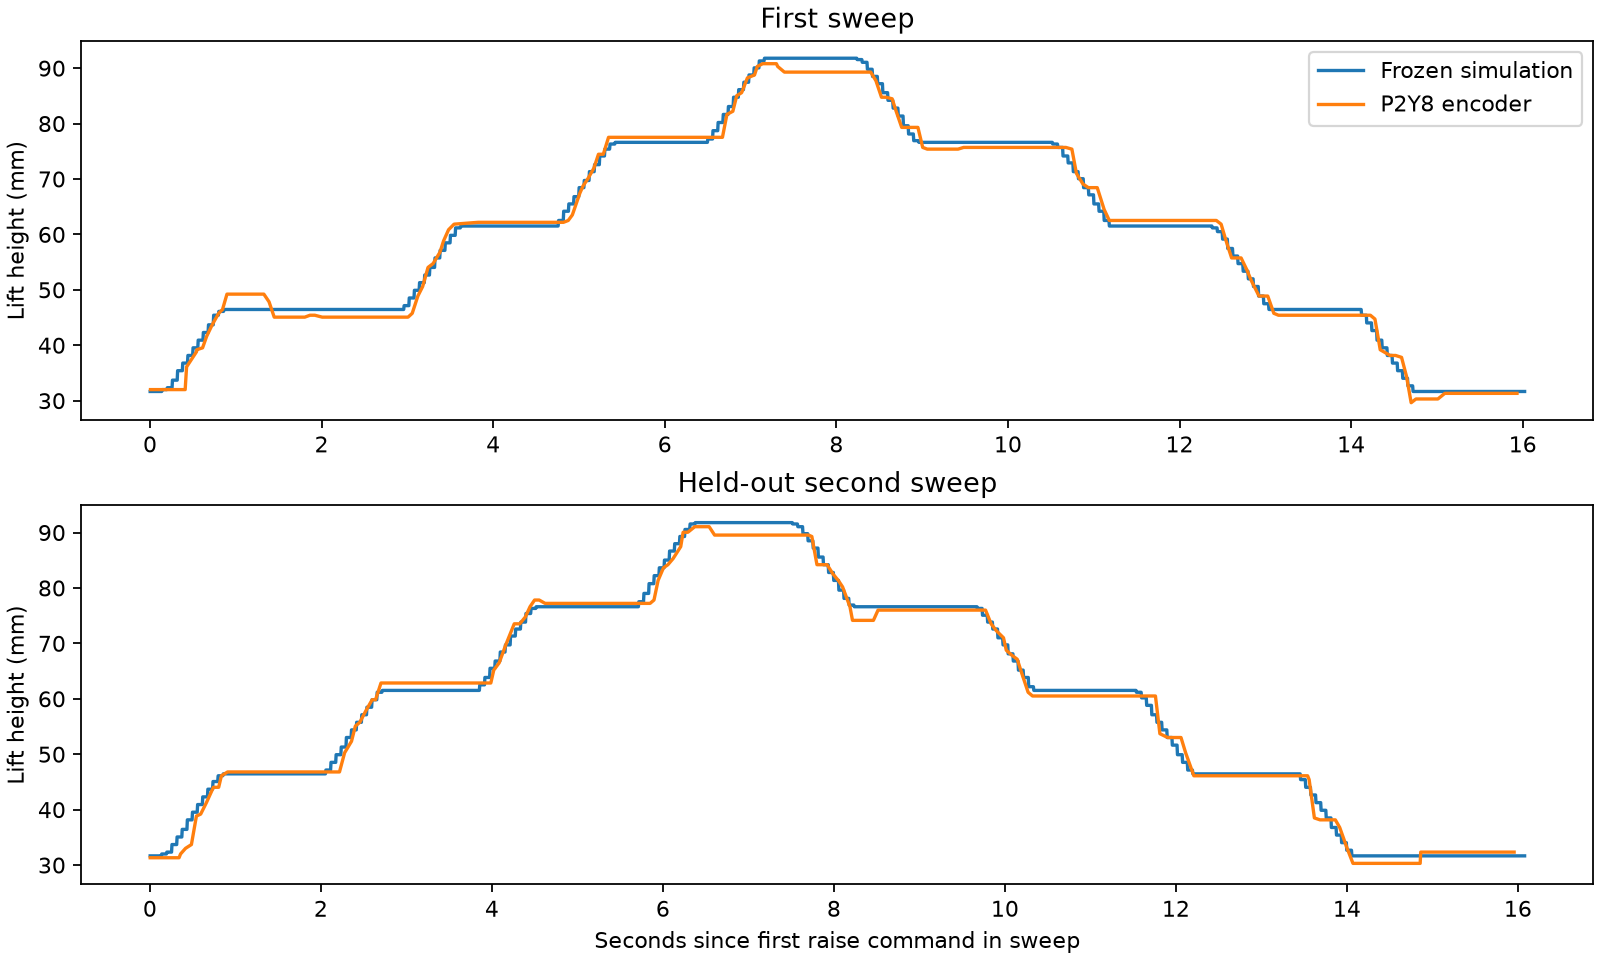 First sweep
Lift height (mm)
90
80
70
60
50
40
30
Frozen simulation
P2Y8 encoder
0 2 4 6 8 10 12 14 16
Held-out second sweep
Lift height (mm)
90
80
70
60
50
40
30
0 2 4 6 8 10 12 14 16
Seconds since first raise command in sweep